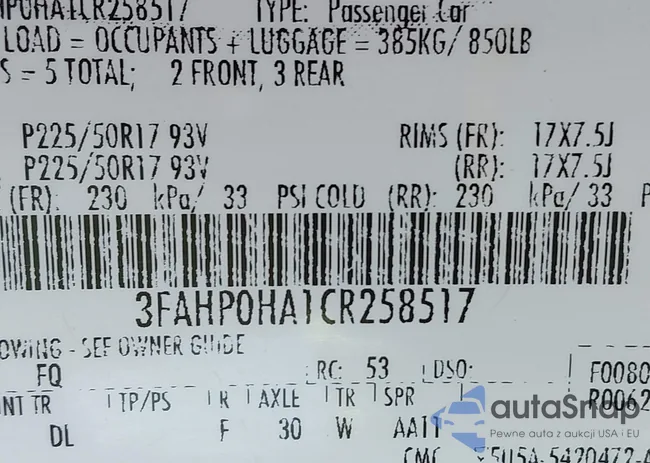 HP0HA1CR258517 TYPE: Passenger Car
LOAD = OCCUPANTS + LUGGAGE = 385KG/ 850LB
S = 5 TOTAL; 2 FRONT, 3 REAR
P225/50R17 93V RIMS (FR): 17X7.5J
P225/50R17 93V (RR): 17X7.5J
(FR): 230 kPa/ 33 PSI COLD (RR): 230 kPa/ 33 P
3FAHP0HA1CR258517
OWING - SEE OWNER GUIDE
FQ RC: 53 DSO: F0080
INT TR TP/PS R AXLE TR SPR R0062
DL F 30 W AA11
autaSnap
Pewne auta z aukcji USA i EU